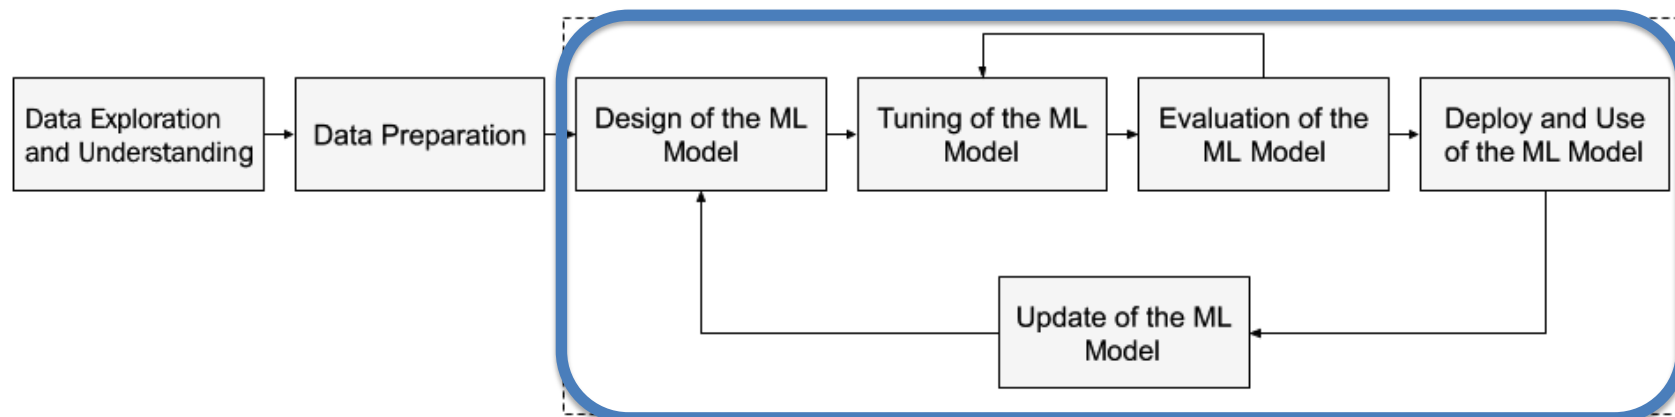 Data Exploration
and Understanding
Data Preparation
Design of the ML
Model
Tuning of the ML
Model
Evaluation of the
ML Model
Deploy and Use
of the ML Model
Update of the ML
Model